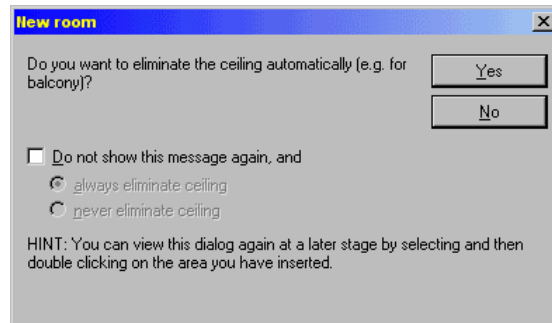 New room
Do you want to eliminate the ceiling automatically (e.g. for
balcony)?
Yes
No
Do not show this message again, and
always eliminate ceiling
never eliminate ceiling
HINT: You can view this dialog again at a later stage by selecting and then
double clicking on the area you have inserted.